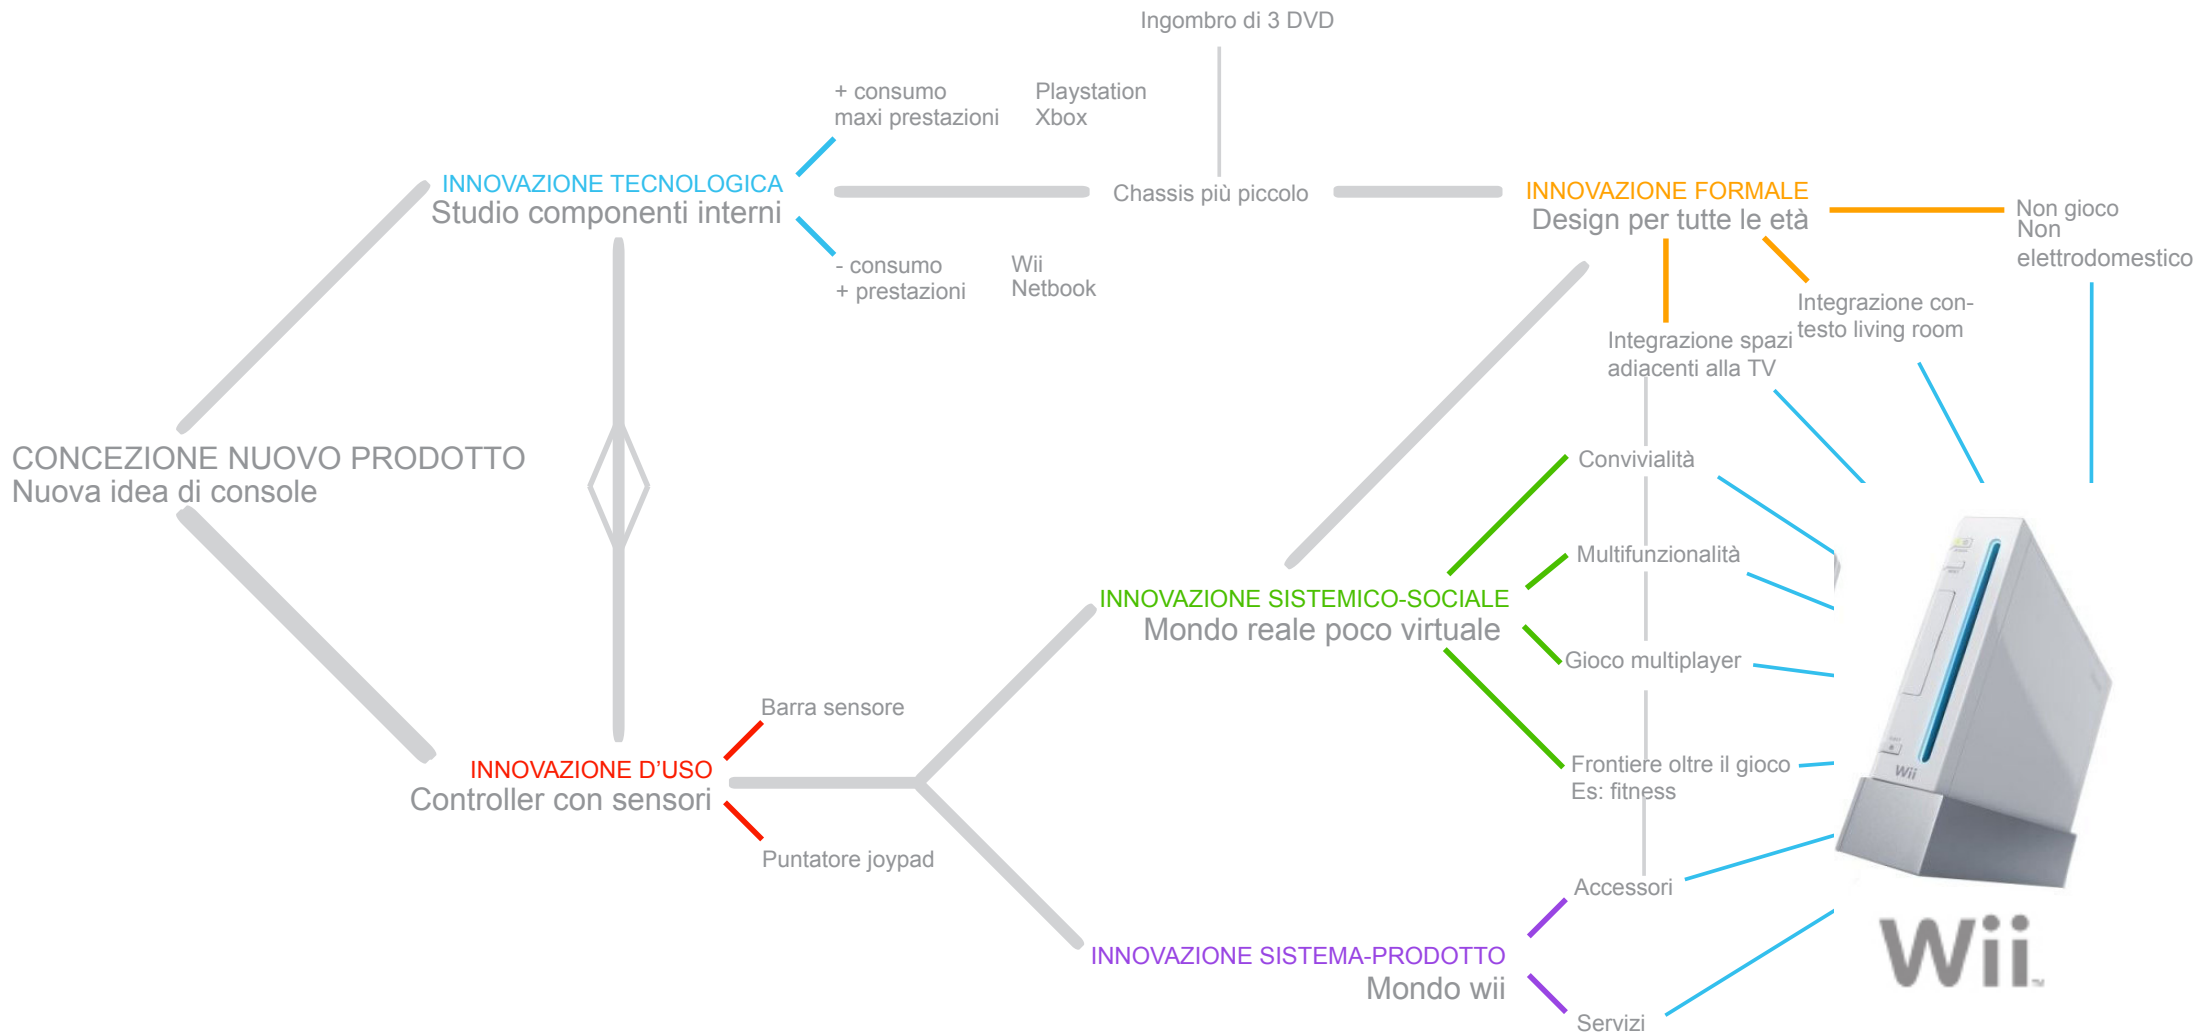 Ingombro di 3 DVD
+ consumo
maxi prestazioni
Playstation
Xbox
INNOVAZIONE TECNOLOGICA
Studio componenti interni
Chassis più piccolo
INNOVAZIONE FORMALE
Design per tutte le età
Non gioco
Non
elettrodomestico
- consumo
+ prestazioni
Wii
Netbook
Integrazione con-
testo living room
Integrazione spazi
adiacenti alla TV
CONCEZIONE NUOVO PRODOTTO
Nuova idea di console
Convivialità
Multifunzionalità
INNOVAZIONE SISTEMICO-SOCIALE
Mondo reale poco virtuale
Gioco multiplayer
Barra sensore
INNOVAZIONE D'USO
Controller con sensori
Frontiere oltre il gioco
Es: fitness
Puntatore joypad
Accessori
INNOVAZIONE SISTEMA-PRODOTTO
Mondo wii
Servizi
Wii
Wii